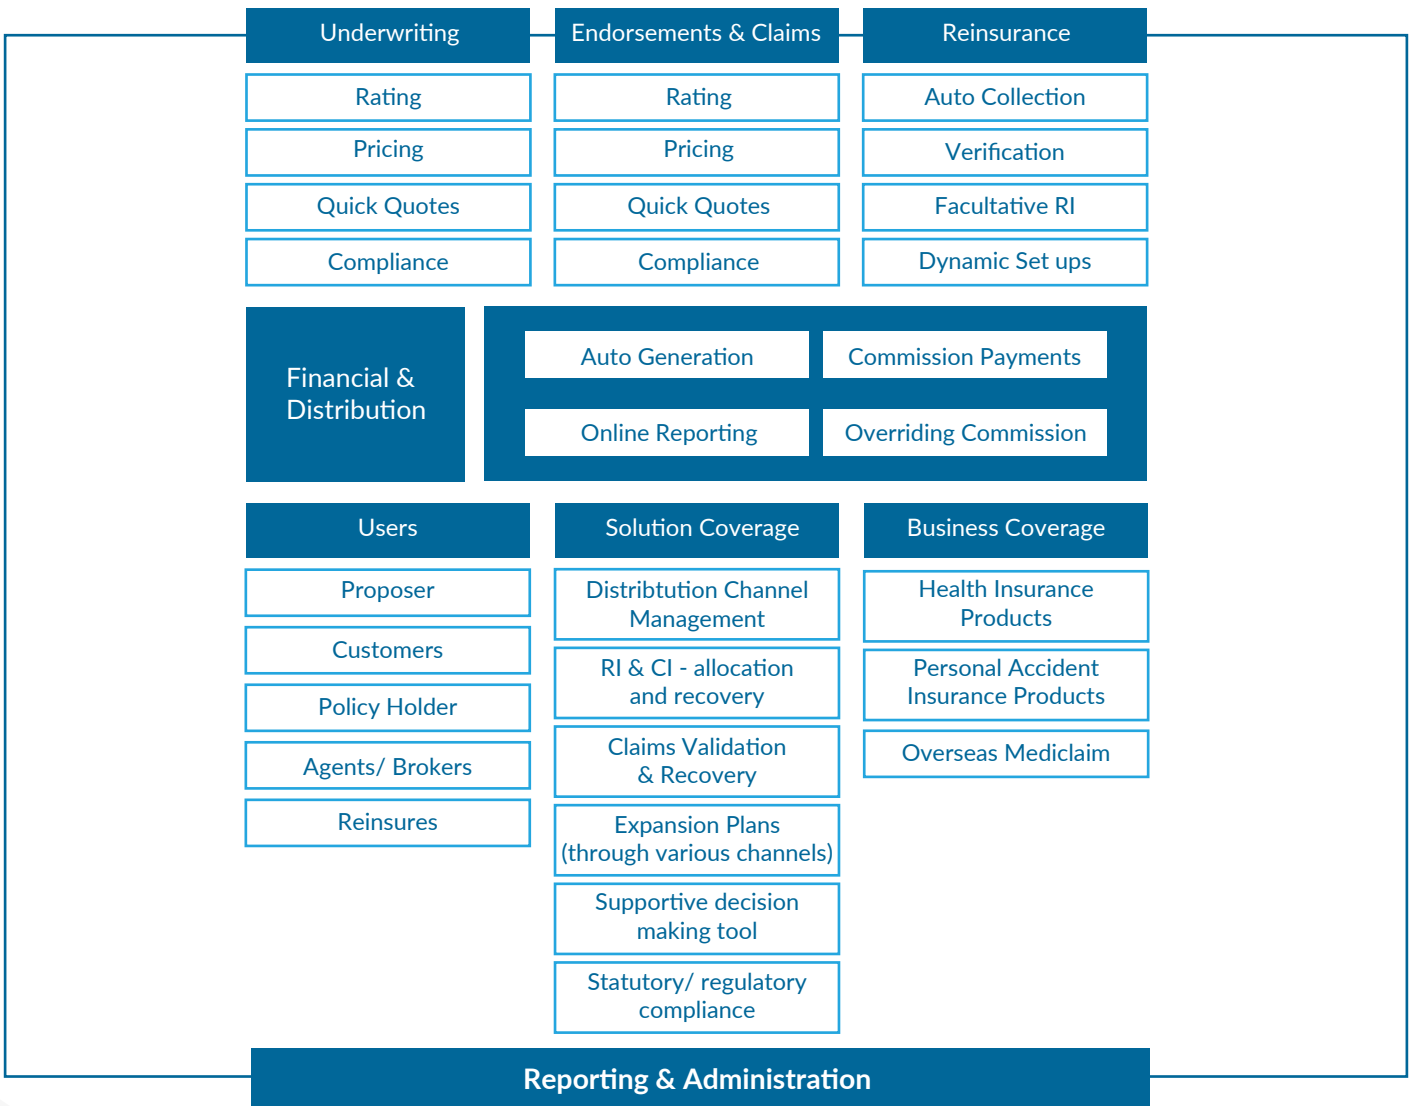 Underwriting
Endorsements & Claims
Reinsurance
Rating
Rating
Auto Collection
Pricing
Pricing
Verification
Quick Quotes
Quick Quotes
Facultative RI
Compliance
Compliance
Dynamic Set ups
Financial &
Distribution
Auto Generation
Commission Payments
Online Reporting
Overriding Commission
Users
Proposer
Customers
Policy Holder
Agents/ Brokers
Reinsures
Solution Coverage
Distribtution Channel
Management
RI & CI - allocation
and recovery
Claims Validation
& Recovery
Expansion Plans
(through various channels)
Supportive decision
making tool
Statutory/ regulatory
compliance
Business Coverage
Health Insurance
Products
Personal Accident
Insurance Products
Overseas Mediclaim
Reporting & Administration